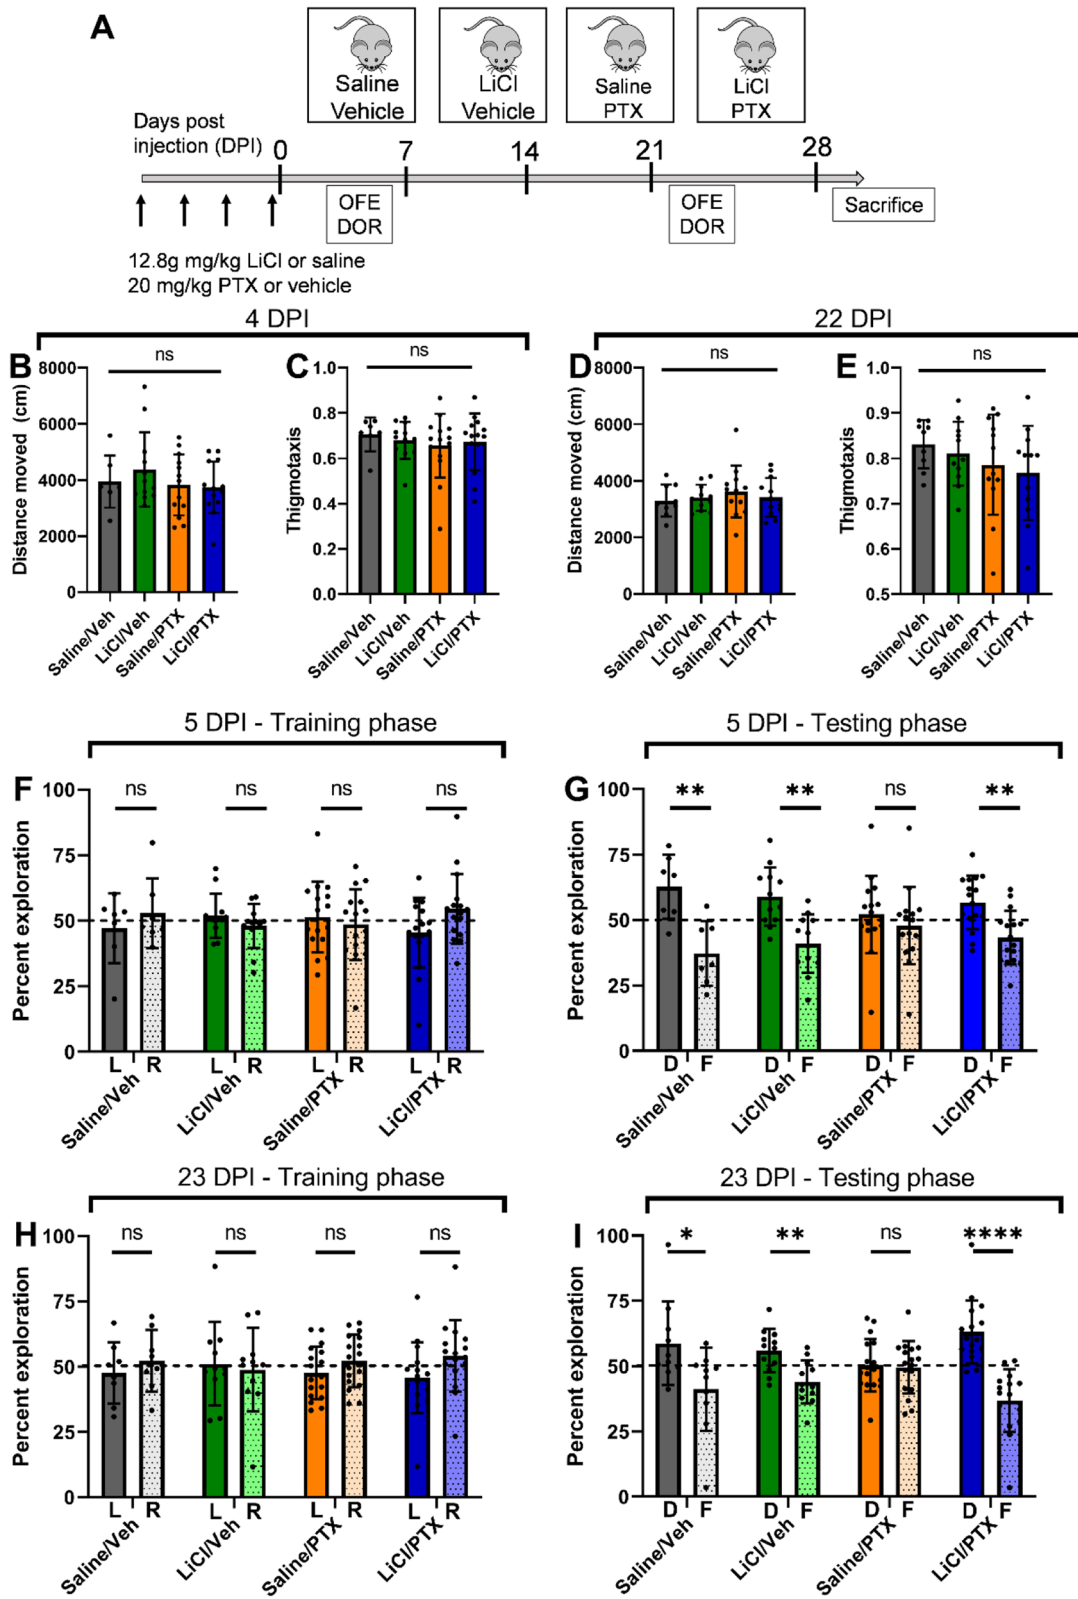 A
Saline
Vehicle
LiCl
Vehicle
Saline
PTX
LiCl
PTX
Days post
injection (DPI)
0
7
14
21
28
OFE
DOR
OFE
DOR
Sacrifice
12.8g mg/kg LiCl or saline
20 mg/kg PTX or vehicle
4 DPI
22 DPI
B
Distance moved (cm)
8000
6000
4000
2000
0
ns
Saline/Veh
LiCl/Veh
Saline/PTX
LiCl/PTX
C
Thigmotaxis
1.0
0.8
0.6
0.4
0.2
0.0
ns
Saline/Veh
LiCl/Veh
Saline/PTX
LiCl/PTX
D
Distance moved (cm)
8000
6000
4000
2000
0
ns
Saline/Veh
LiCl/Veh
Saline/PTX
LiCl/PTX
E
Thigmotaxis
1.0
0.9
0.8
0.7
0.6
0.5
ns
Saline/Veh
LiCl/Veh
Saline/PTX
LiCl/PTX
5 DPI - Training phase
F
Percent exploration
100
75
50
25
0
ns
ns
ns
ns
L R
L R
L R
L R
Saline/Veh
LiCl/Veh
Saline/PTX
LiCl/PTX
5 DPI - Testing phase
G
Percent exploration
100
75
50
25
0
**
**
ns
**
D F
D F
D F
D F
Saline/Veh
LiCl/Veh
Saline/PTX
LiCl/PTX
23 DPI - Training phase
H
Percent exploration
100
75
50
25
0
ns
ns
ns
ns
L R
L R
L R
L R
Saline/Veh
LiCl/Veh
Saline/PTX
LiCl/PTX
23 DPI - Testing phase
I
Percent exploration
100
75
50
25
0
*
**
ns
****
D F
D F
D F
D F
Saline/Veh
LiCl/Veh
Saline/PTX
LiCl/PTX